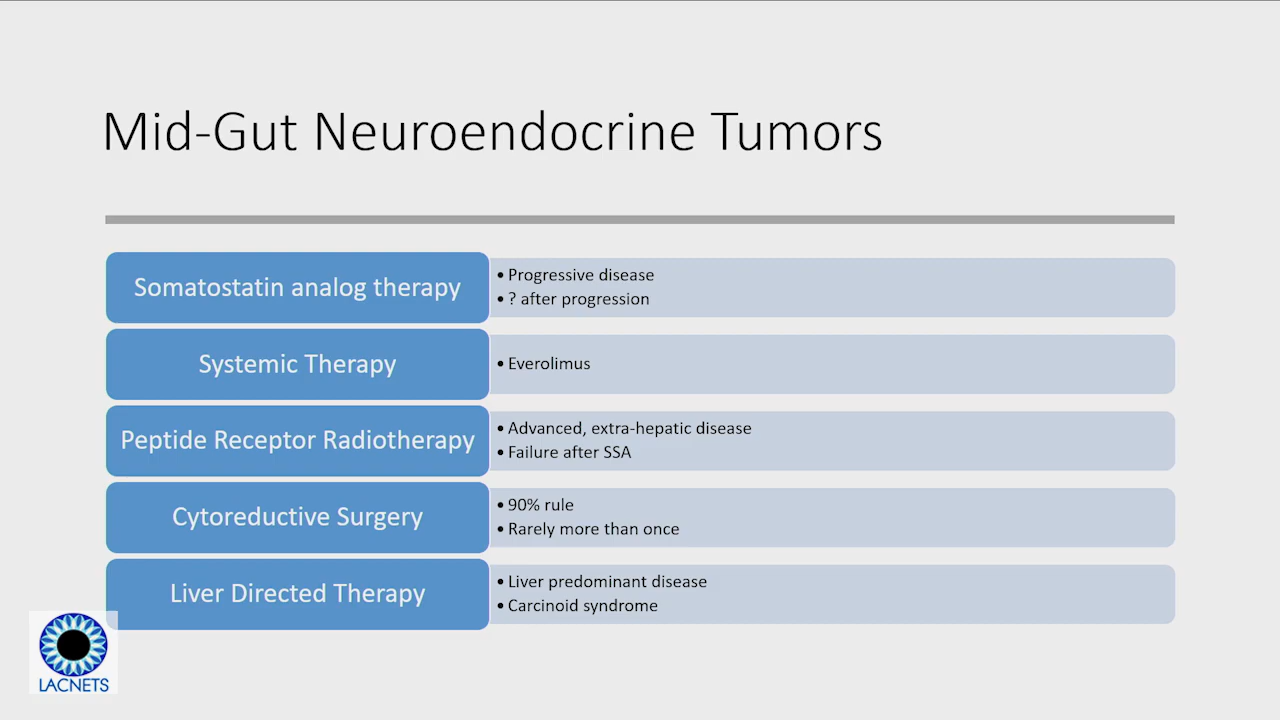 Mid-Gut Neuroendocrine Tumors
Somatostatin analog therapy
• Progressive disease
• ? after progression
Systemic Therapy
• Everolimus
Peptide Receptor Radiotherapy
• Advanced, extra-hepatic disease
• Failure after SSA
Cytoreductive Surgery
• 90% rule
• Rarely more than once
Liver Directed Therapy
• Liver predominant disease
• Carcinoid syndrome
LACNETS